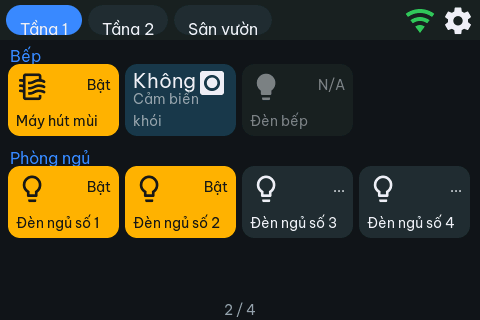 Tầng 1
Tầng 2
Sân vườn
Bếp
Bật
Máy hút mùi
Không
Cảm biến
khói
N/A
Đèn bếp
Phòng ngủ
Bật
Đèn ngủ số 1
Bật
Đèn ngủ số 2
...
Đèn ngủ số 3
...
Đèn ngủ số 4
2 / 4